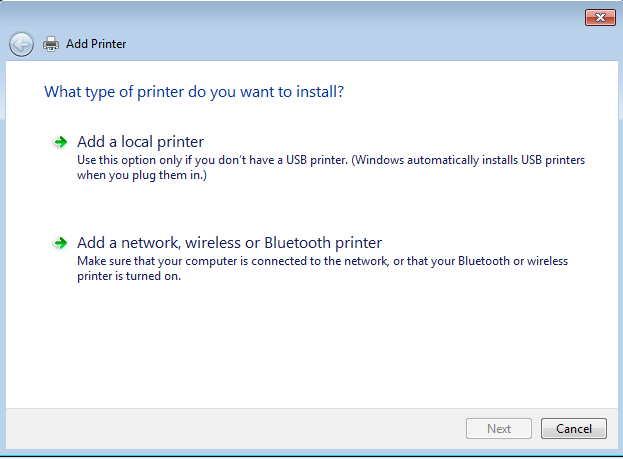 Add Printer
What type of printer do you want to install?
Add a local printer
Use this option only if you don't have a USB printer. (Windows automatically installs USB printers
when you plug them in.)
Add a network, wireless or Bluetooth printer
Make sure that your computer is connected to the network, or that your Bluetooth or wireless
printer is turned on.
Next
Cancel